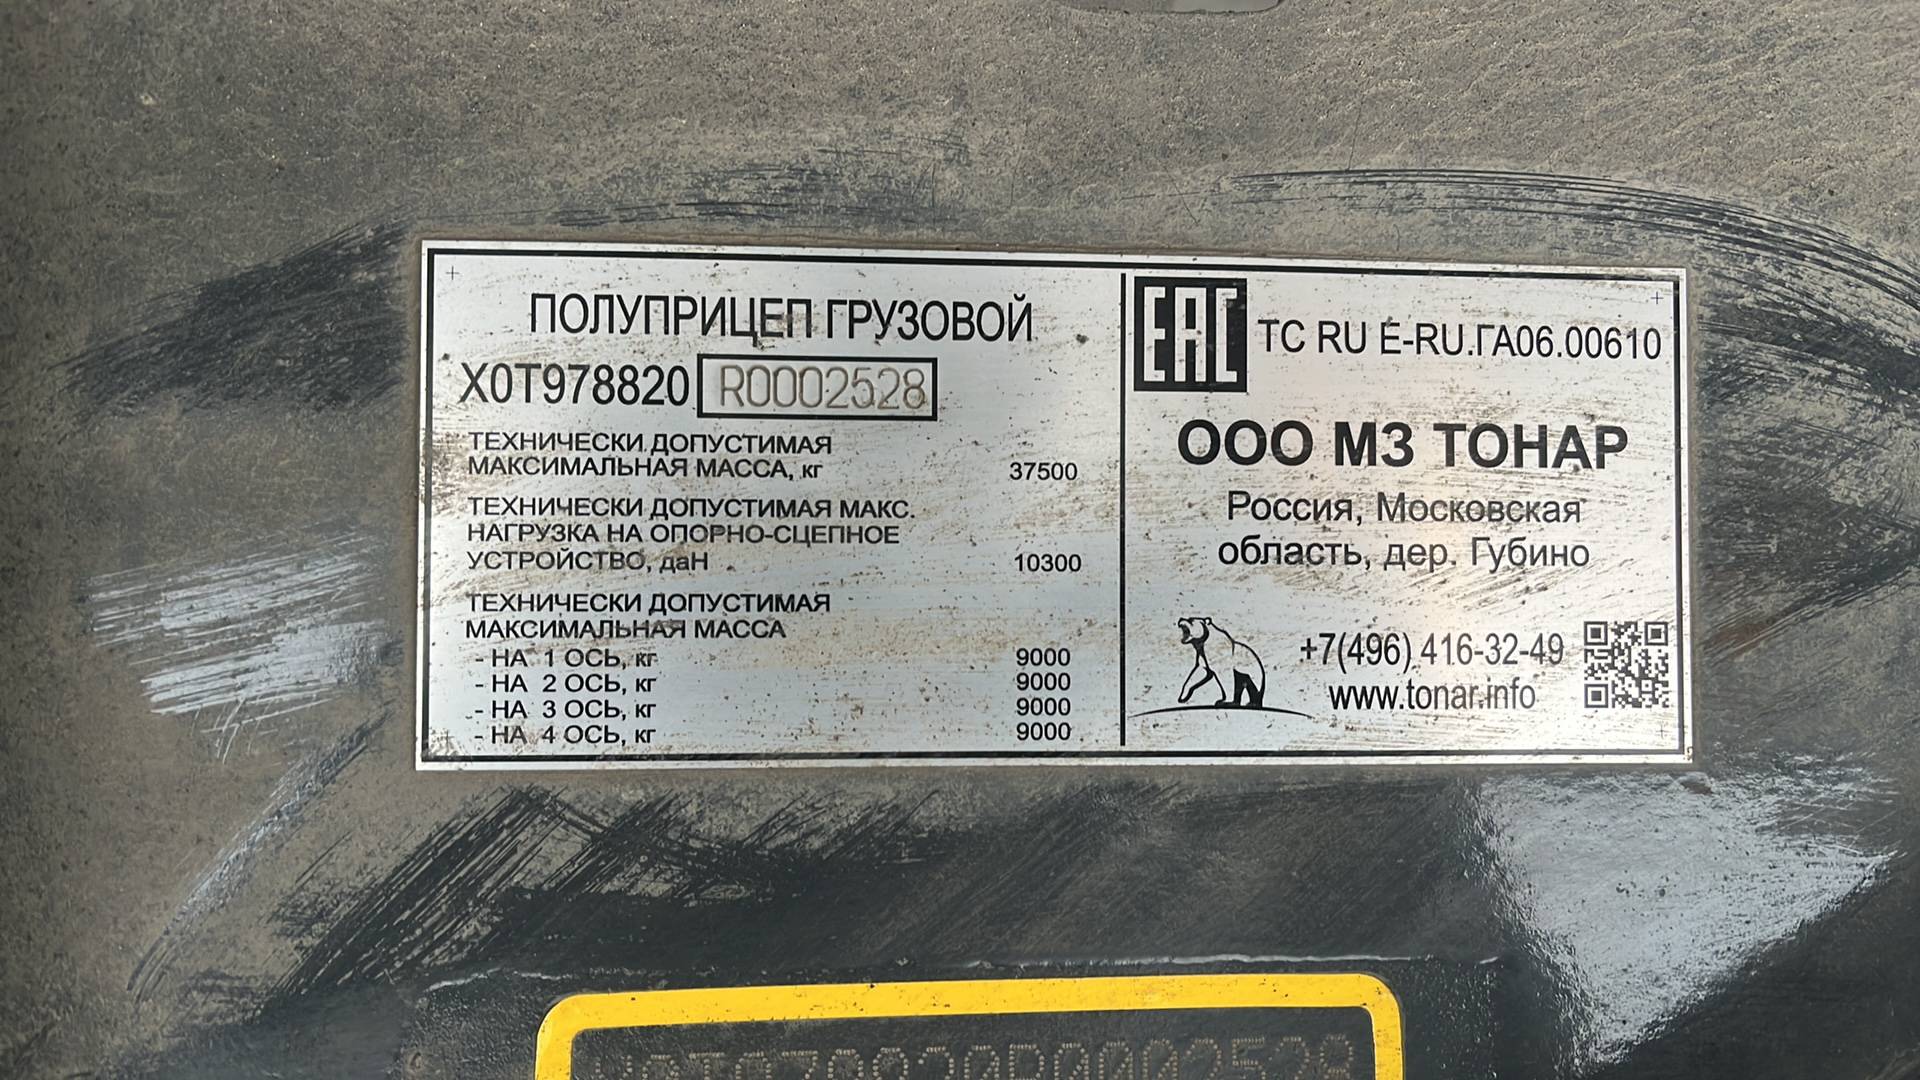 ПОЛУПРИЦЕП ГРУЗОВОЙ
X0T978820 R0002528
ТЕХНИЧЕСКИ ДОПУСТИМАЯ
МАКСИМАЛЬНАЯ МАССА, кг 37500
ТЕХНИЧЕСКИ ДОПУСТИМАЯ МАКС.
НАГРУЗКА НА ОПОРНО-СЦЕПНОЕ
УСТРОЙСТВО, даН 10300
ТЕХНИЧЕСКИ ДОПУСТИМАЯ
МАКСИМАЛЬНАЯ МАССА
- НА 1 ОСЬ, кг 9000
- НА 2 ОСЬ, кг 9000
- НА 3 ОСЬ, кг 9000
- НА 4 ОСЬ, кг 9000
EAC TC RU E-RU.ГА06.00610
ООО МЗ ТОНАР
Россия, Московская
область, дер. Губино
+7(496) 416-32-49
www.tonar.info
X0T978820R0002528